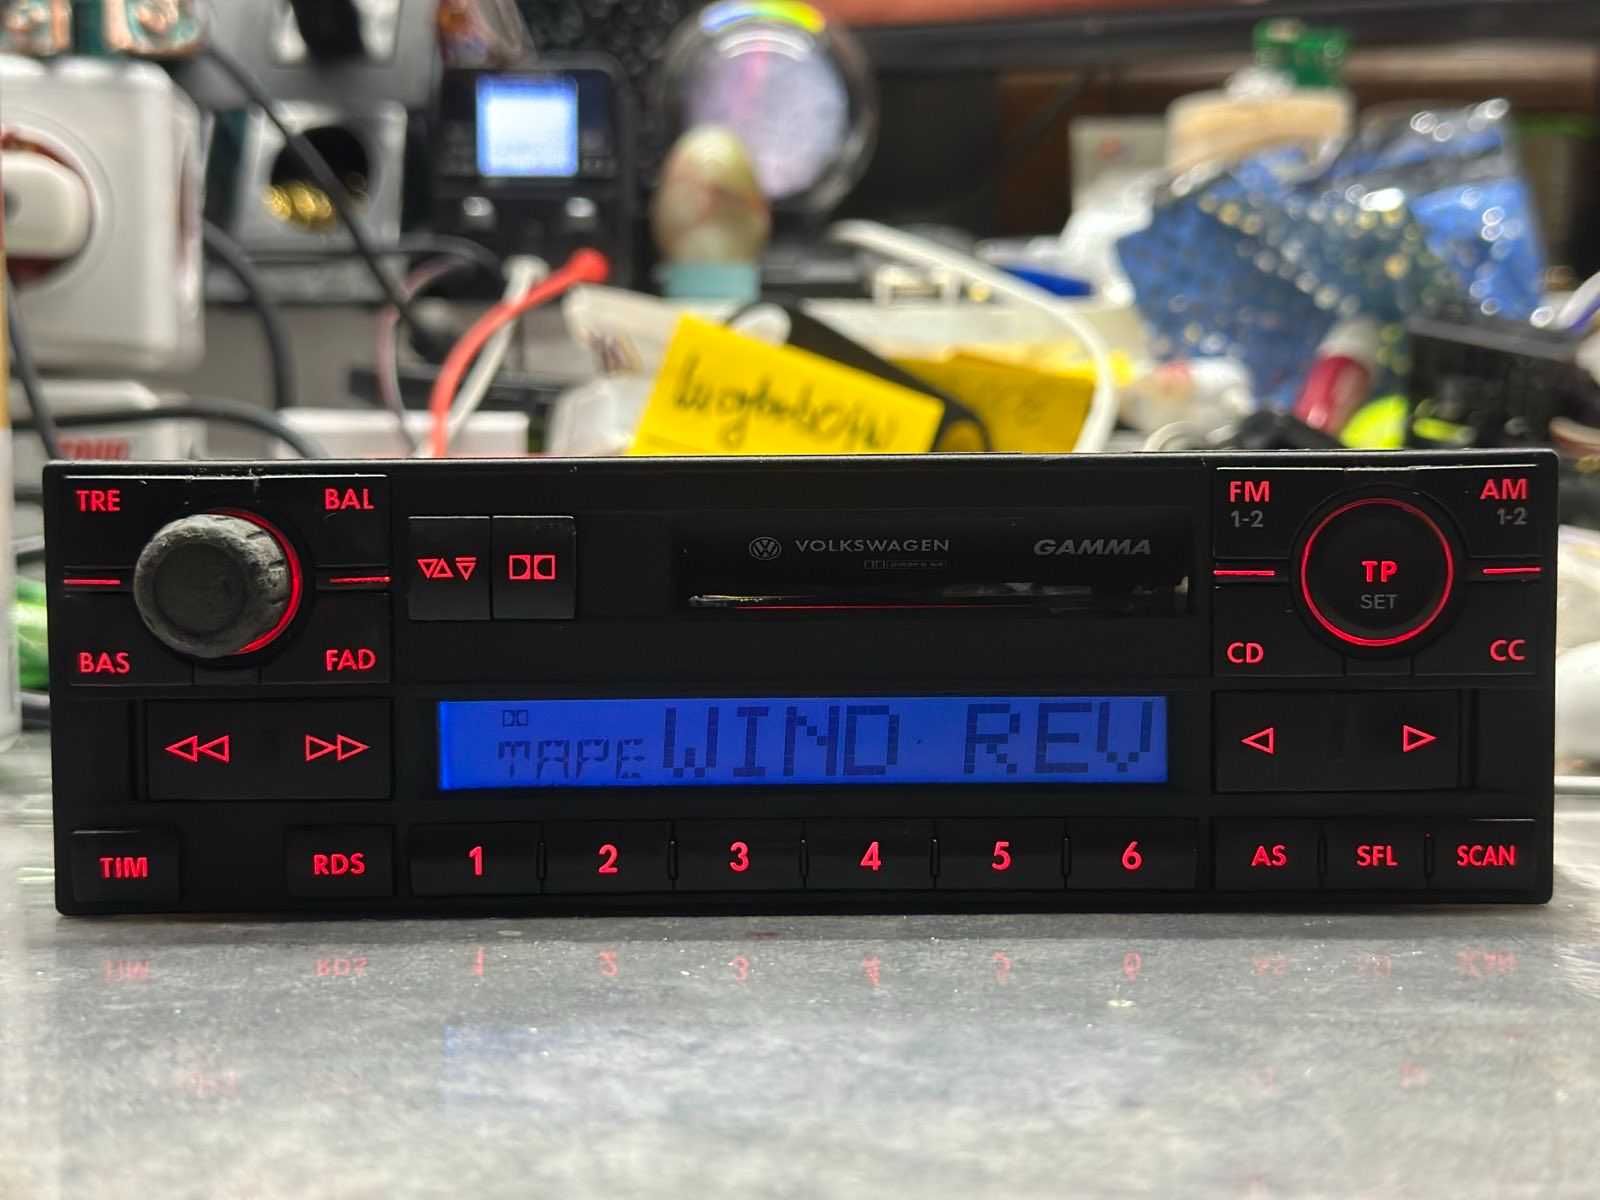 TRE
BAL
BAS
FAD
VOLKSWAGEN
GAMMA
FM
1-2
AM
1-2
TP
SET
CD
CC
TAPE WIND REV
TIM
RDS
1
2
3
4
5
6
AS
SFL
SCAN